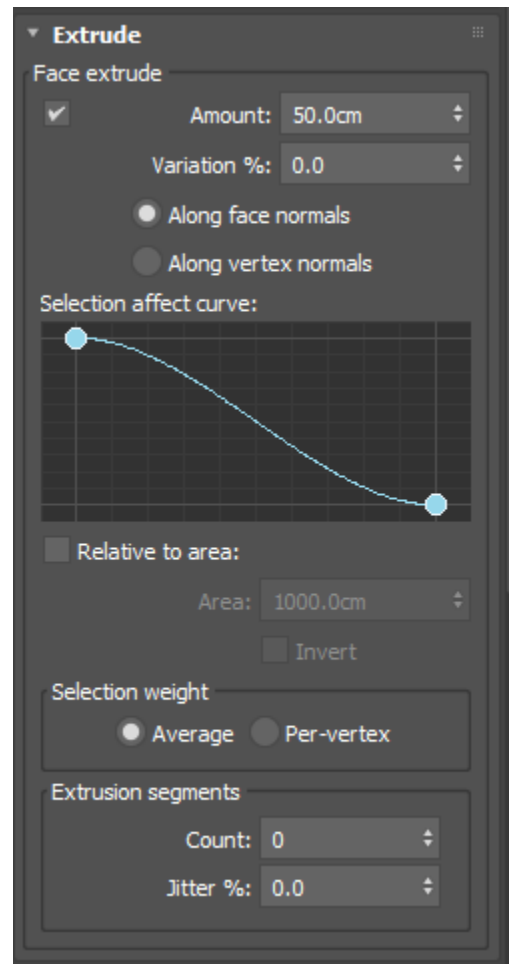 Extrude
Face extrude
Amount: 50.0cm
Variation %: 0.0
Along face normals
Along vertex normals
Selection affect curve:
Relative to area:
Area: 1000.0cm
Invert
Selection weight
Average Per-vertex
Extrusion segments
Count: 0
Jitter %: 0.0